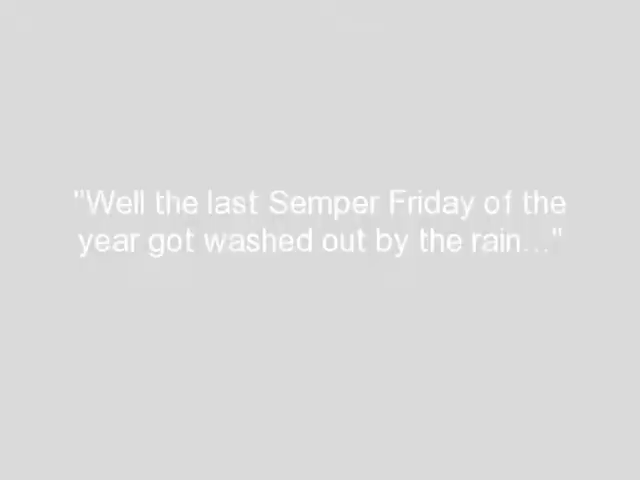 "Well the last Semper Friday of the
year got washed out by the rain..."